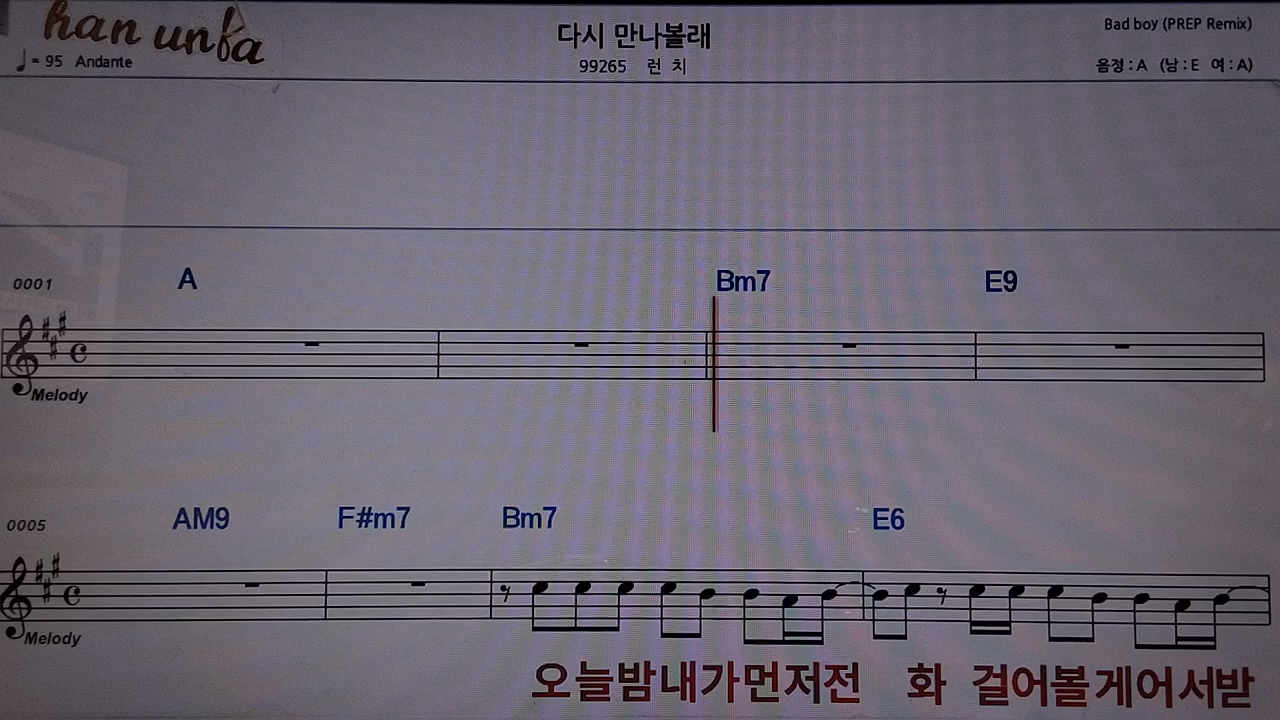 han unfa
다시 만나볼래
Bad boy (PREP Remix)
♩= 95 Andante
99265 런 치
음정 : A (남 : E 여 : A)
A Bm7 E9
0001
Melody
AM9 F#m7 Bm7 E6
0005
Melody
오늘밤내가먼저전 화 걸어볼게어서받